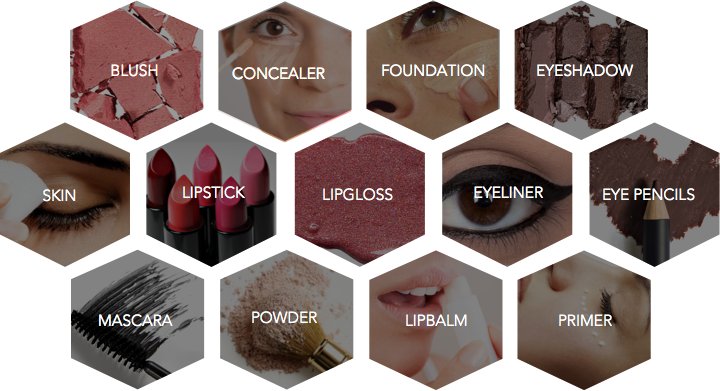 BLUSH
CONCEALER
FOUNDATION
EYESHADOW
SKIN
LIPSTICK
LIPGLOSS
EYELINER
EYE PENCILS
MASCARA
POWDER
LIPBALM
PRIMER